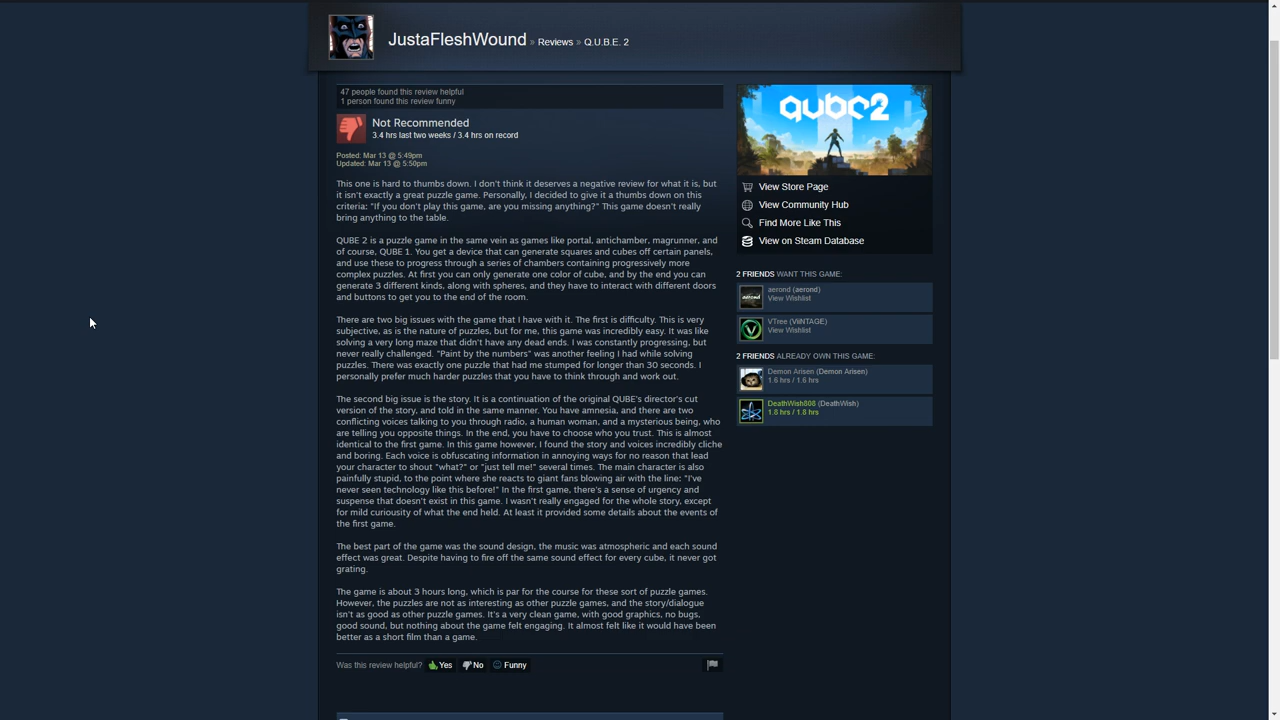 JustaFleshWound » Reviews » Q.U.B.E. 2
47 people found this review helpful
1 person found this review funny
Not Recommended
3.4 hrs last two weeks / 3.4 hrs on record
Posted: Mar 13 @ 5:49pm
Updated: Mar 13 @ 5:50pm
This one is hard to thumbs down. I don't think it deserves a negative review for what it is, but
it isn't exactly a great puzzle game. Personally, I decided to give it a thumbs down on this
criteria: "If you don't play this game, are you missing anything?" This game doesn't really
bring anything to the table.
QUBE 2 is a puzzle game in the same vein as games like portal, antichamber, magrunner, and
of course, QUBE 1. You get a device that can generate squares and cubes off certain panels,
and use these to progress through a series of chambers containing progressively more
complex puzzles. At first you can only generate one color of cube, and by the end you can
generate 3 different kinds, along with spheres, and they have to interact with different doors
and buttons to get you to the end of the room.
There are two big issues with the game that I have with it. The first is difficulty. This is very
subjective, as is the nature of puzzles, but for me, this game was incredibly easy. It was like
solving a very long maze that didn't have any dead ends. I was constantly progressing, but
never really challenged. "Paint by the numbers" was another feeling I had while solving
puzzles. There was exactly one puzzle that had me stumped for longer than 30 seconds. I
personally prefer much harder puzzles that you have to think through and work out.
The second big issue is the story. It is a continuation of the original QUBE's director's cut
version of the story, and told in the same manner. You have amnesia, and there are two
conflicting voices talking to you through radio, a human woman, and a mysterious being, who
are telling you opposite things. In the end, you have to choose who you trust. This is almost
identical to the first game. In this game however, I found the story and voices incredibly cliche
and boring. Each voice is obfuscating information in annoying ways for no reason that lead
your character to shout "what?" or "just tell me!" several times. The main character is also
painfully stupid, to the point where she reacts to giant fans blowing air with the line: "I've
never seen technology like this before!" In the first game, there's a sense of urgency and
suspense that doesn't exist in this game. I wasn't really engaged for the whole story, except
for mild curiousity of what the end held. At least it provided some details about the events of
the first game.
The best part of the game was the sound design, the music was atmospheric and each sound
effect was great. Despite having to fire off the same sound effect for every cube, it never got
grating.
The game is about 3 hours long, which is par for the course for these sort of puzzle games.
However, the puzzles are not as interesting as other puzzle games, and the story/dialogue
isn't as good as other puzzle games. It's a very clean game, with good graphics, no bugs,
good sound, but nothing about the game felt engaging. It almost felt like it would have been
better as a short film than a game.
Was this review helpful? Yes No Funny
qube2
View Store Page
View Community Hub
Find More Like This
View on Steam Database
2 FRIENDS WANT THIS GAME:
aerond (aerond)
View Wishlist
VTree (ViiNTAGE)
View Wishlist
2 FRIENDS ALREADY OWN THIS GAME:
Demon Arisen (Demon Arisen)
1.6 hrs / 1.6 hrs
DeathWish808 (DeathWish)
1.8 hrs / 1.8 hrs